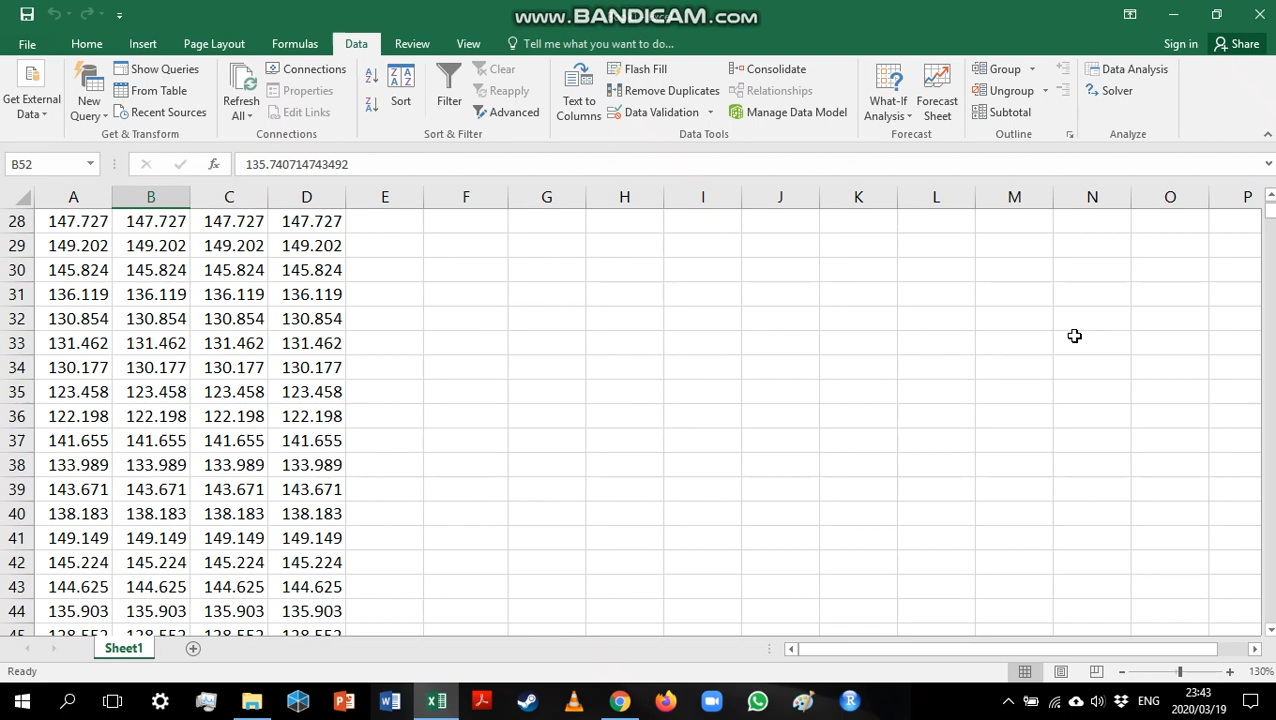 www.BANDICAM.com
File Home Insert Page Layout Formulas Data Review View Tell me what you want to do... Sign in Share
Get External Data
New Query
Show Queries
From Table
Recent Sources
Get & Transform
Refresh All
Connections
Properties
Edit Links
Connections
Sort
Filter
Clear
Reapply
Advanced
Sort & Filter
Text to Columns
Flash Fill
Remove Duplicates
Data Validation
Consolidate
Relationships
Manage Data Model
Data Tools
What-If Analysis
Forecast Sheet
Forecast
Group
Ungroup
Subtotal
Outline
Data Analysis
Solver
Analyze
B52 fx 135.740714743492
A B C D E F G H I J K L M N O P
28 147.727 147.727 147.727 147.727
29 149.202 149.202 149.202 149.202
30 145.824 145.824 145.824 145.824
31 136.119 136.119 136.119 136.119
32 130.854 130.854 130.854 130.854
33 131.462 131.462 131.462 131.462
34 130.177 130.177 130.177 130.177
35 123.458 123.458 123.458 123.458
36 122.198 122.198 122.198 122.198
37 141.655 141.655 141.655 141.655
38 133.989 133.989 133.989 133.989
39 143.671 143.671 143.671 143.671
40 138.183 138.183 138.183 138.183
41 149.149 149.149 149.149 149.149
42 145.224 145.224 145.224 145.224
43 144.625 144.625 144.625 144.625
44 135.903 135.903 135.903 135.903
45 128.552 128.552 128.552 128.552
Sheet1
Ready 130%
ENG 23:43
2020/03/19